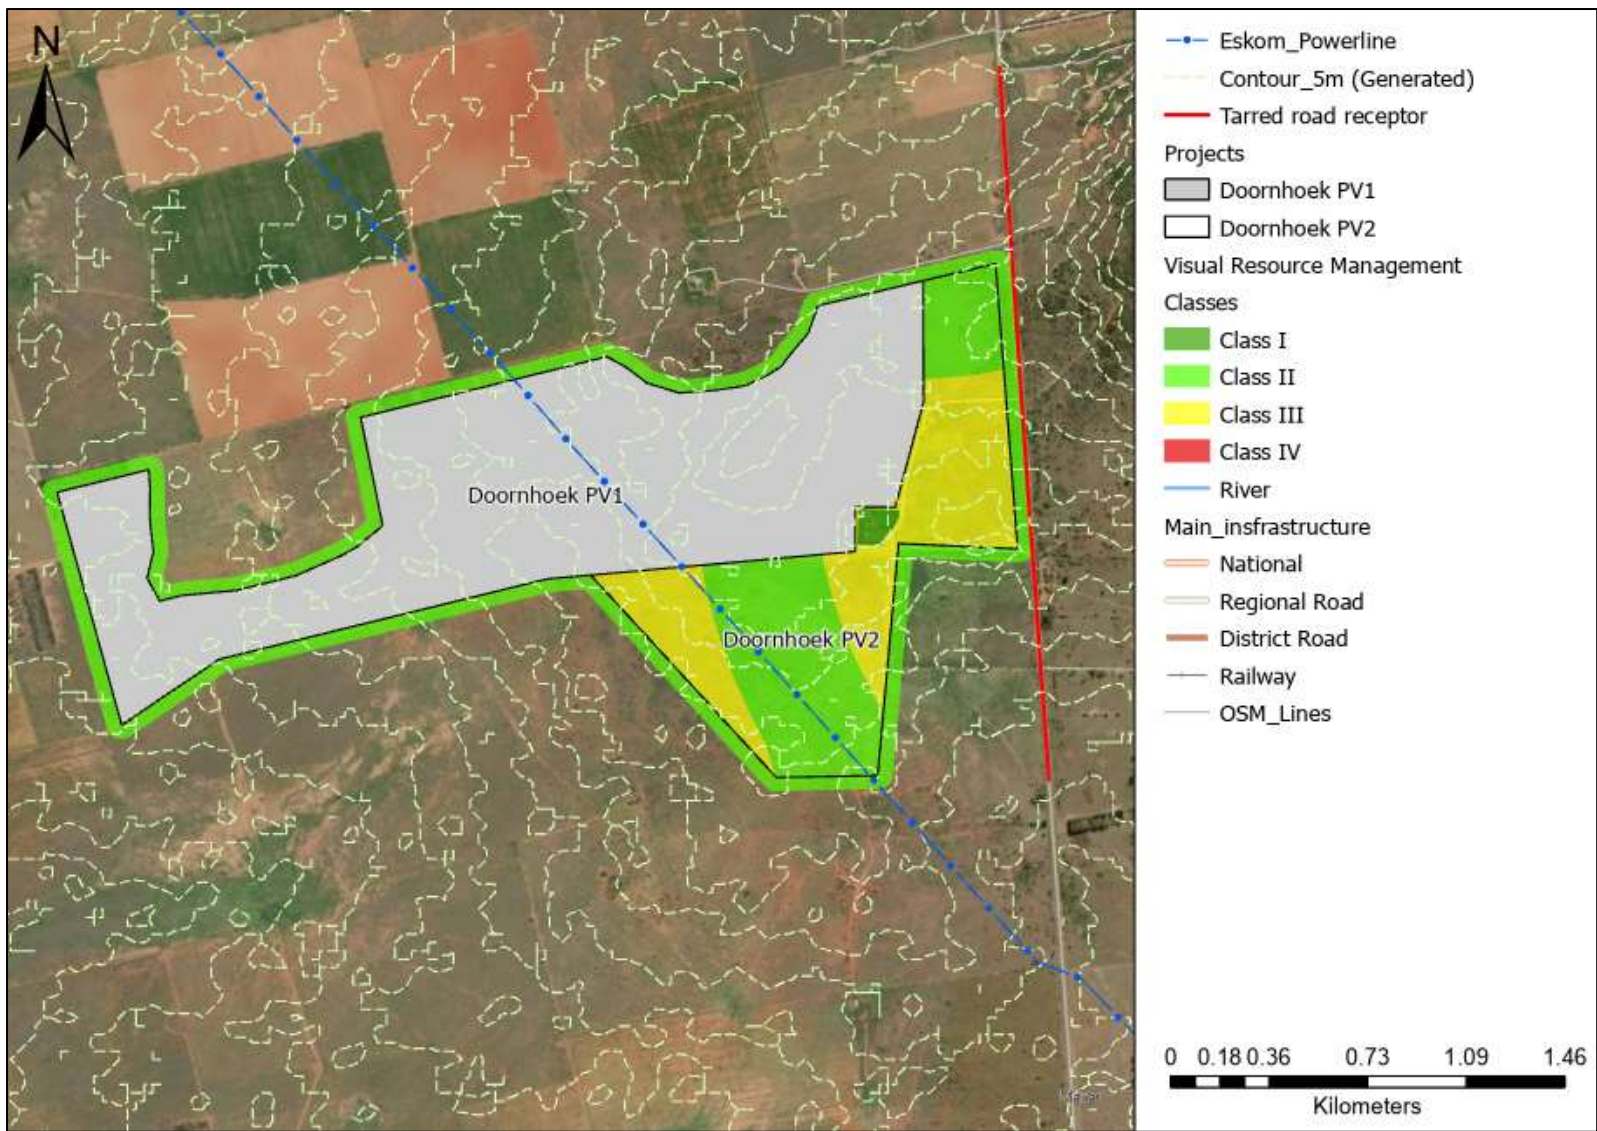 N
Doornhoek PV1
Doornhoek PV2
Eskom_Powerline
Contour_5m (Generated)
Tarred road receptor
Projects
Doornhoek PV1
Doornhoek PV2
Visual Resource Management
Classes
Class I
Class II
Class III
Class IV
River
Main_insfrastructure
National
Regional Road
District Road
Railway
OSM_Lines
0 0.18 0.36 0.73 1.09 1.46
Kilometers